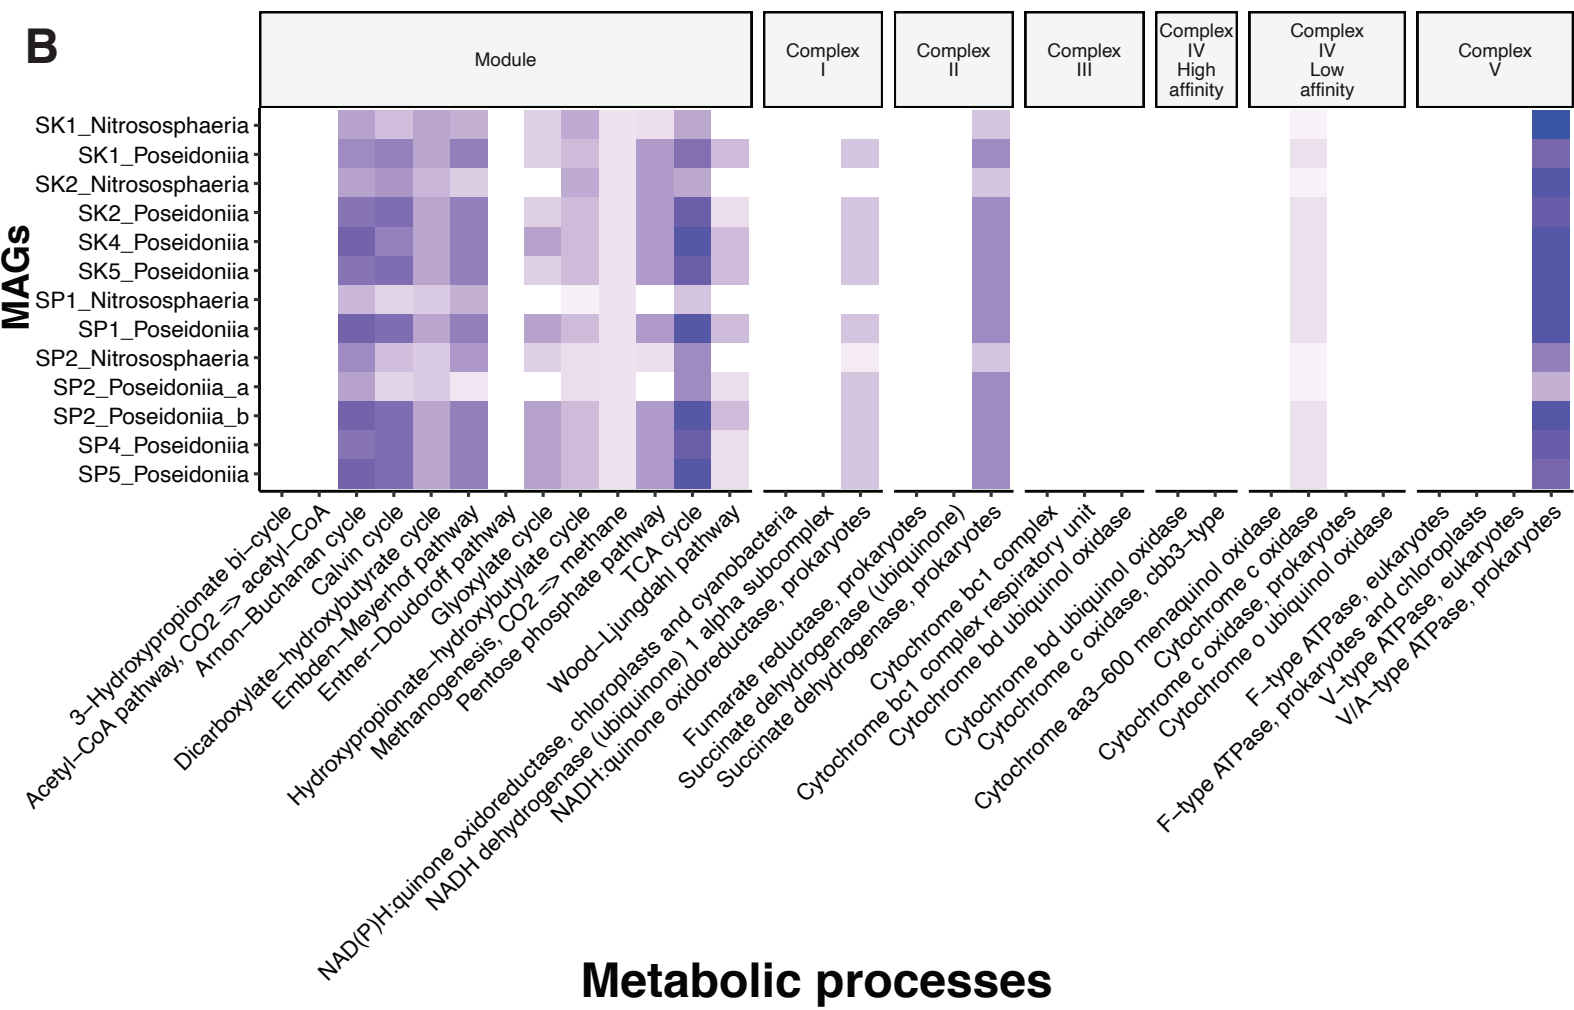 B
Module
Complex
I
Complex
II
Complex
III
Complex
IV
High
affinity
Complex
IV
Low
affinity
Complex
V
MAGs
SK1_Nitrososphaeria
SK1_Poseidoniia
SK2_Nitrososphaeria
SK2_Poseidoniia
SK4_Poseidoniia
SK5_Poseidoniia
SP1_Nitrososphaeria
SP1_Poseidoniia
SP2_Nitrososphaeria
SP2_Poseidoniia_a
SP2_Poseidoniia_b
SP4_Poseidoniia
SP5_Poseidoniia
3−Hydroxypropionate bi−cycle
Acetyl−CoA pathway, CO2 => acetyl−CoA
Arnon−Buchanan cycle
Calvin cycle
Dicarboxylate−hydroxybutyrate cycle
Embden−Meyerhof pathway
Entner−Doudoroff pathway
Glyoxylate cycle
Hydroxypropionate−hydroxybutylate cycle
Methanogenesis, CO2 => methane
Pentose phosphate pathway
TCA cycle
Wood−Ljungdahl pathway
NAD(P)H:quinone oxidoreductase, chloroplasts and cyanobacteria
NADH dehydrogenase (ubiquinone) 1 alpha subcomplex
NADH:quinone oxidoreductase, prokaryotes
Fumarate reductase, prokaryotes
Succinate dehydrogenase (ubiquinone)
Succinate dehydrogenase, prokaryotes
Cytochrome bc1 complex
Cytochrome bc1 complex respiratory unit
Cytochrome bd ubiquinol oxidase
Cytochrome bd ubiquinol oxidase
Cytochrome c oxidase, cbb3−type
Cytochrome aa3−600 menaquinol oxidase
Cytochrome c oxidase
Cytochrome c oxidase, prokaryotes
Cytochrome o ubiquinol oxidase
F−type ATPase, eukaryotes
F−type ATPase, prokaryotes and chloroplasts
V−type ATPase, eukaryotes
V/A−type ATPase, prokaryotes
Metabolic processes